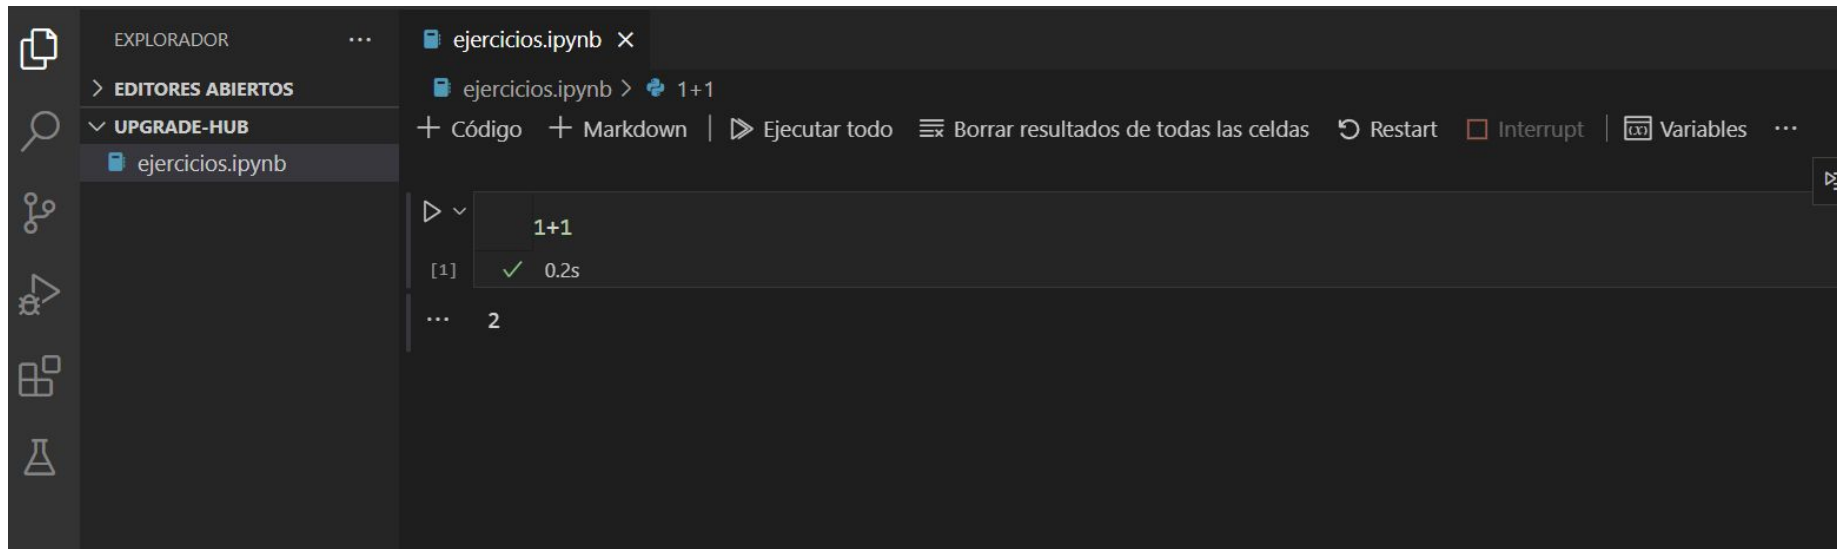 EXPLORADOR ···
EDITORES ABIERTOS
UPGRADE-HUB
ejercicios.ipynb
ejercicios.ipynb
ejercicios.ipynb > 1+1
+ Código + Markdown | Ejecutar todo Borrar resultados de todas las celdas Restart Interrupt | Variables ···
1+1
[1] ✓ 0.2s
··· 2